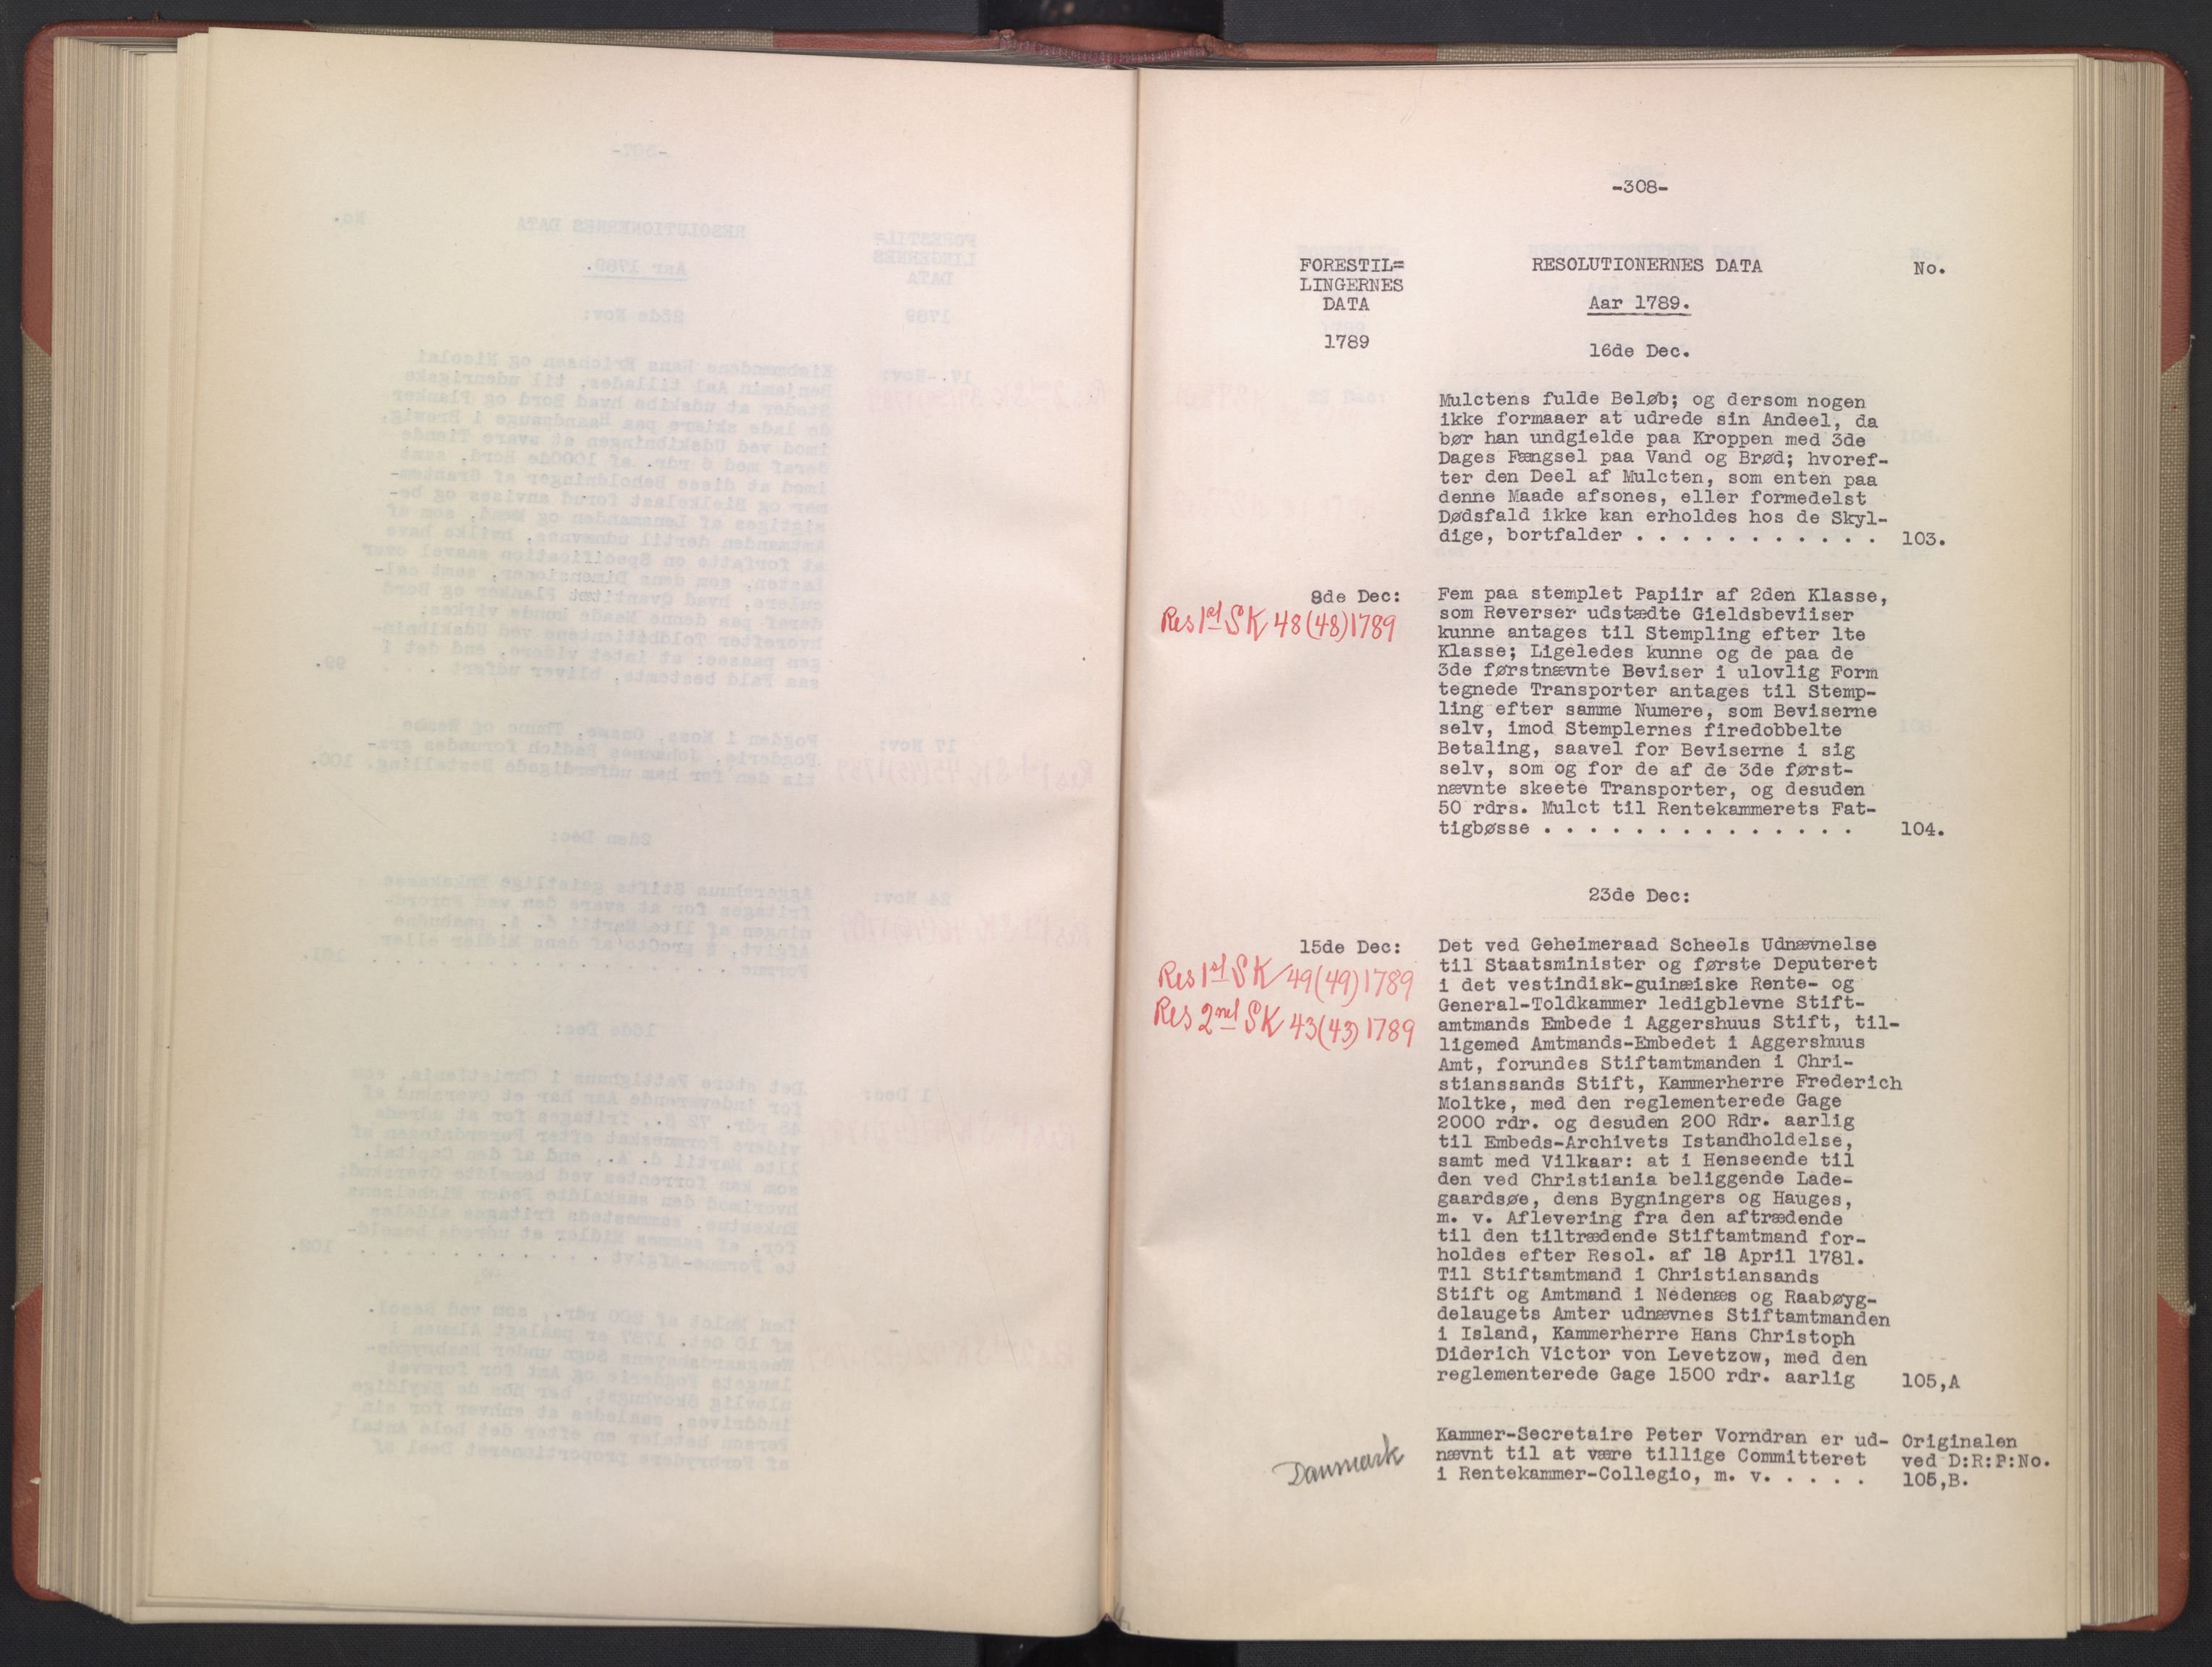 -308-
FORESTIL=
LINGERNES
DATA
1789
RESOLUTIONERNES DATA
Aar 1789.
16de Dec.
No.
Mulctens fulde Beløb; og dersom nogen
ikke formaaer at udrede sin Andeel, da
bør han undgielde paa Kroppen med 3de
Dages Fængsel paa Vand og Brød; hvoref-
ter den Deel af Mulcten, som enten paa
denne Maade afsones, eller formedelst
Dødsfald ikke kan erholdes hos de Skyl-
dige, bortfalder . . . . . . . . . . . 103.
8de Dec:
Res 1st SK 48(48)1789
Fem paa stemplet Papiir af 2den Klasse,
som Reverser udstædte Gieldsbeviiser
kunne antages til Stempling efter 1te
Klasse; Ligeledes kunne og de paa de
3de førstnævnte Beviser i ulovlig Form
tegnede Transporter antages til Stemp-
ling efter samme Numere, som Beviserne
selv, imod Stemplernes firedobbelte
Betaling, saavel for Beviserne i sig
selv, som og for de af de 3de først-
nævnte skeete Transporter, og desuden
50 rdrs. Mulct til Rentekammerets Fat-
tigbøsse . . . . . . . . . . . . . . 104.
23de Dec:
15de Dec:
Res 1st SK 49(49)1789
Res 2nd SK 43(43)1789
Det ved Geheimeraad Scheels Udnævnelse
til Staatsminister og første Deputeret
i det vestindisk-guinæiske Rente- og
General-Toldkammer ledigblevne Stift-
amtmands Embede i Aggershuus Stift, til-
ligemed Amtmands-Embedet i Aggershuus
Amt, forundes Stiftamtmanden i Chri-
stianssands Stift, Kammerherre Frederich
Moltke, med den reglementerede Gage
2000 rdr. og desuden 200 Rdr. aarlig
til Embeds-Archivets Istandholdelse,
samt med Vilkaar: at i Henseende til
den ved Christiania beliggende Lade-
gaardsøe, dens Bygningers og Hauges,
m. v. Aflevering fra den aftrædende
til den tiltrædende Stiftamtmand for-
holdes efter Resol. af 18 April 1781.
Til Stiftamtmand i Christiansands
Stift og Amtmand i Nedenæs og Raabøyg-
delaugets Amter udnævnes Stiftamtmanden
i Island, Kammerherre Hans Christoph
Diderich Victor von Levetzow, med den
reglementerede Gage 1500 rdr. aarlig 105,A
Danmark
Kammer-Secretaire Peter Vorndran er ud-
nævnt til at være tillige Committeret
i Rentekammer-Collegio, m. v. . . . . .
Originalen
ved D:R:P:No.
105,B.